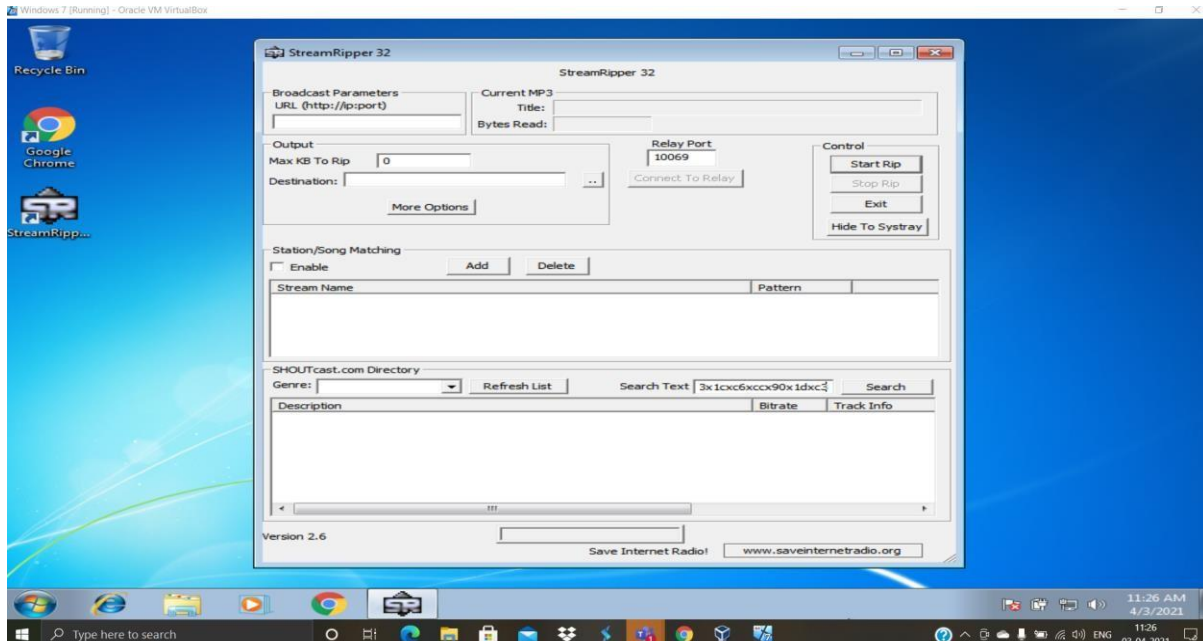 Windows 7 [Running] - Oracle VM VirtualBox
Recycle Bin
Google
Chrome
StreamRipp...
StreamRipper 32
StreamRipper 32
Broadcast Parameters
URL (http://ip:port)
Current MP3
Title:
Bytes Read:
Output
Max KB To Rip 0
Destination: ..
More Options
Relay Port
10069
Connect To Relay
Control
Start Rip
Stop Rip
Exit
Hide To Systray
Station/Song Matching
Enable Add Delete
Stream Name Pattern
SHOUTcast.com Directory
Genre: Refresh List Search Text 3x1cxc6xccx90x1dxc3 Search
Description Bitrate Track Info
Version 2.6
Save Internet Radio! www.saveinternetradio.org
11:26 AM
4/3/2021
Type here to search
ENG
11:26
03-04-2021